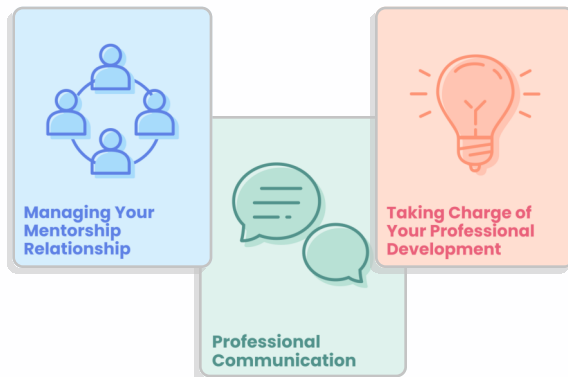 Managing Your
Mentorship
Relationship
Professional
Communication
Taking Charge of
Your Professional
Development